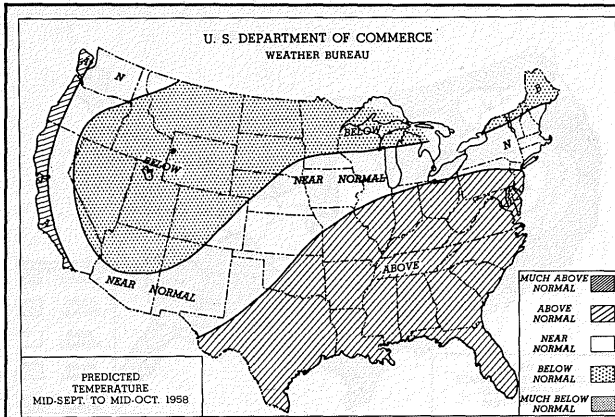 U. S. DEPARTMENT OF COMMERCE
WEATHER BUREAU
A
N
B
BELOW
BELOW
N
NEAR NORMAL
NEAR NORMAL
ABOVE
MUCH ABOVE
NORMAL
ABOVE
NORMAL
NEAR
NORMAL
BELOW
NORMAL
MUCH BELOW
NORMAL
PREDICTED
TEMPERATURE
MID-SEPT. TO MID-OCT. 1958